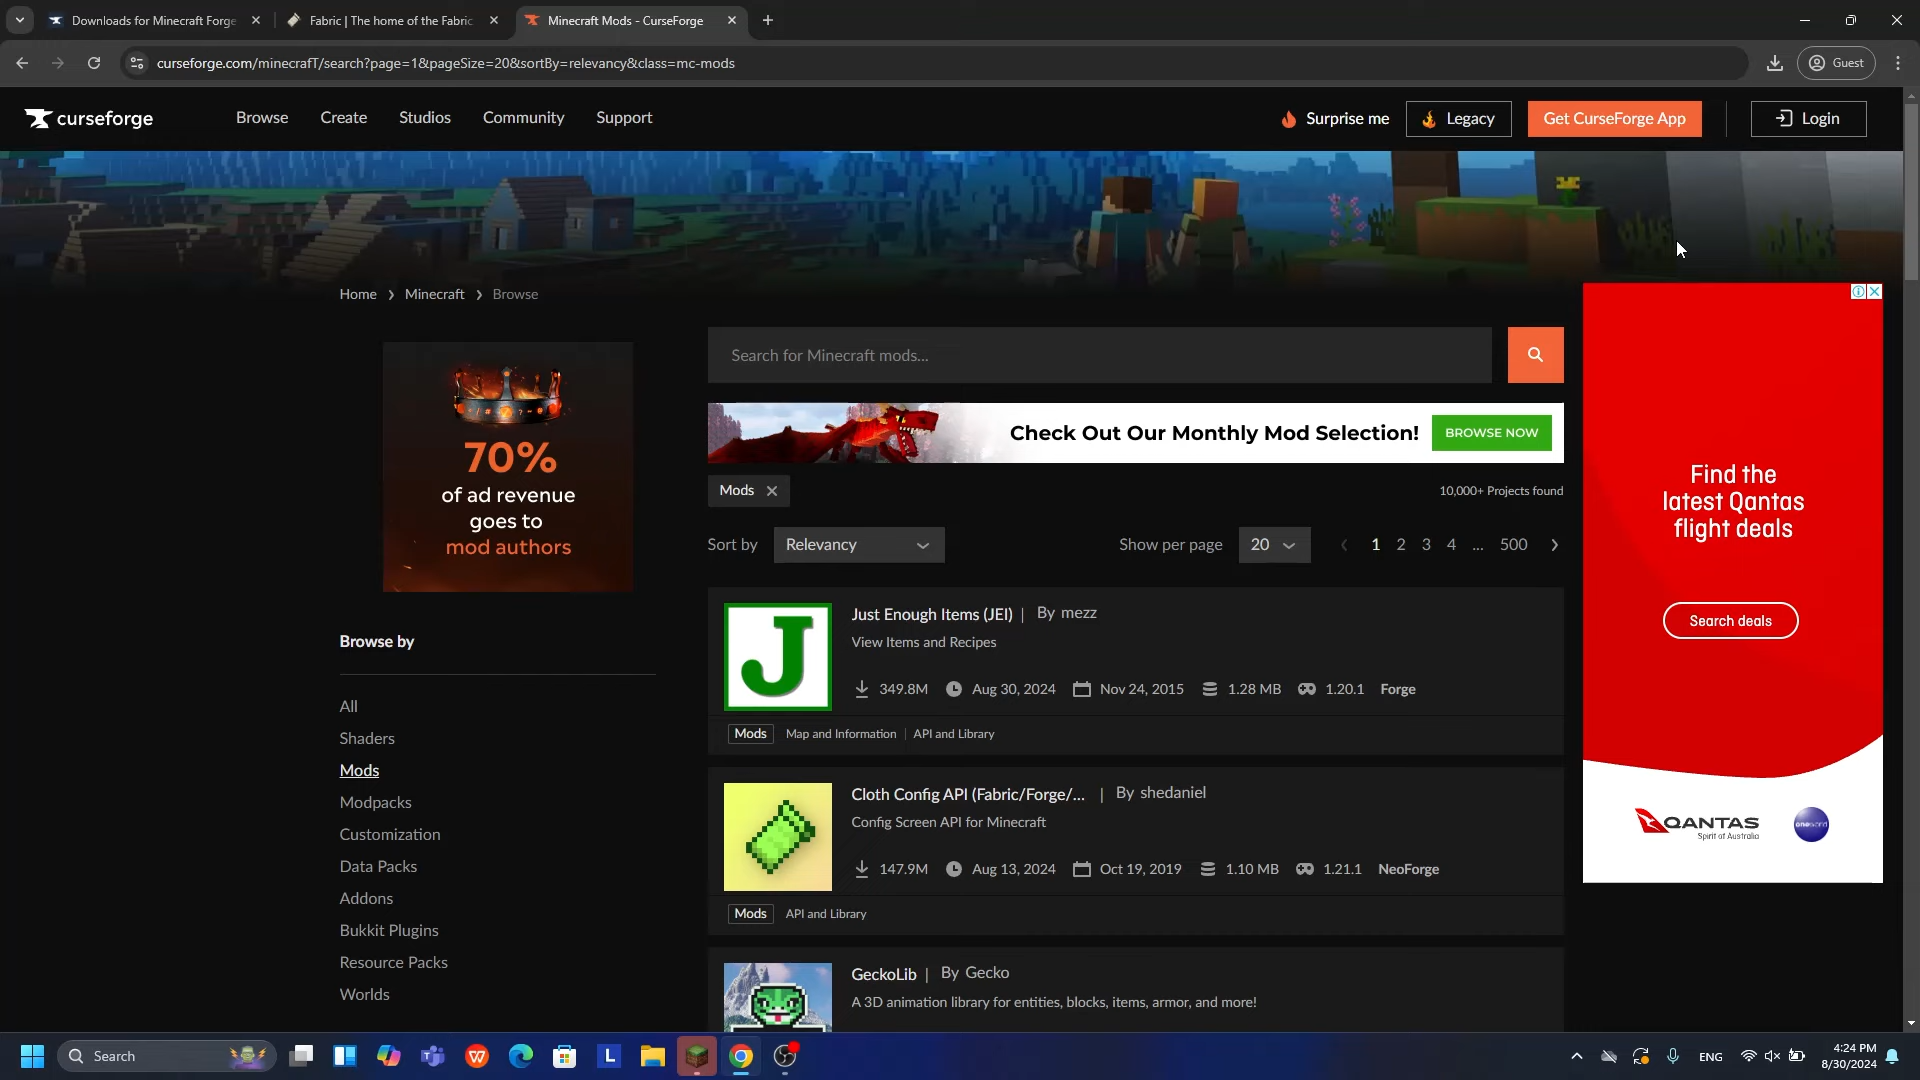 Downloads for Minecraft Forge
Fabric | The home of the Fabric
Minecraft Mods - CurseForge
curseforge.com/minecrafT/search?page=1&pageSize=20&sortBy=relevancy&class=mc-mods
Guest
curseforge
Browse
Create
Studios
Community
Support
Surprise me
Legacy
Get CurseForge App
Login
Home > Minecraft > Browse
Search for Minecraft mods...
70%
of ad revenue
goes to
mod authors
Check Out Our Monthly Mod Selection!
BROWSE NOW
Mods
10,000+ Projects found
Sort by
Relevancy
Show per page
20
1 2 3 4 ... 500
Browse by
All
Shaders
Mods
Modpacks
Customization
Data Packs
Addons
Bukkit Plugins
Resource Packs
Worlds
J
Just Enough Items (JEI) | By mezz
View Items and Recipes
349.8M Aug 30, 2024 Nov 24, 2015 1.28 MB 1.20.1 Forge
Mods Map and Information | API and Library
Cloth Config API (Fabric/Forge/... | By shedaniel
Config Screen API for Minecraft
147.9M Aug 13, 2024 Oct 19, 2019 1.10 MB 1.21.1 NeoForge
Mods API and Library
GeckoLib | By Gecko
A 3D animation library for entities, blocks, items, armor, and more!
Find the
latest Qantas
flight deals
Search deals
QANTAS
Spirit of Australia
oneworld
Search
L
ENG
4:24 PM
8/30/2024